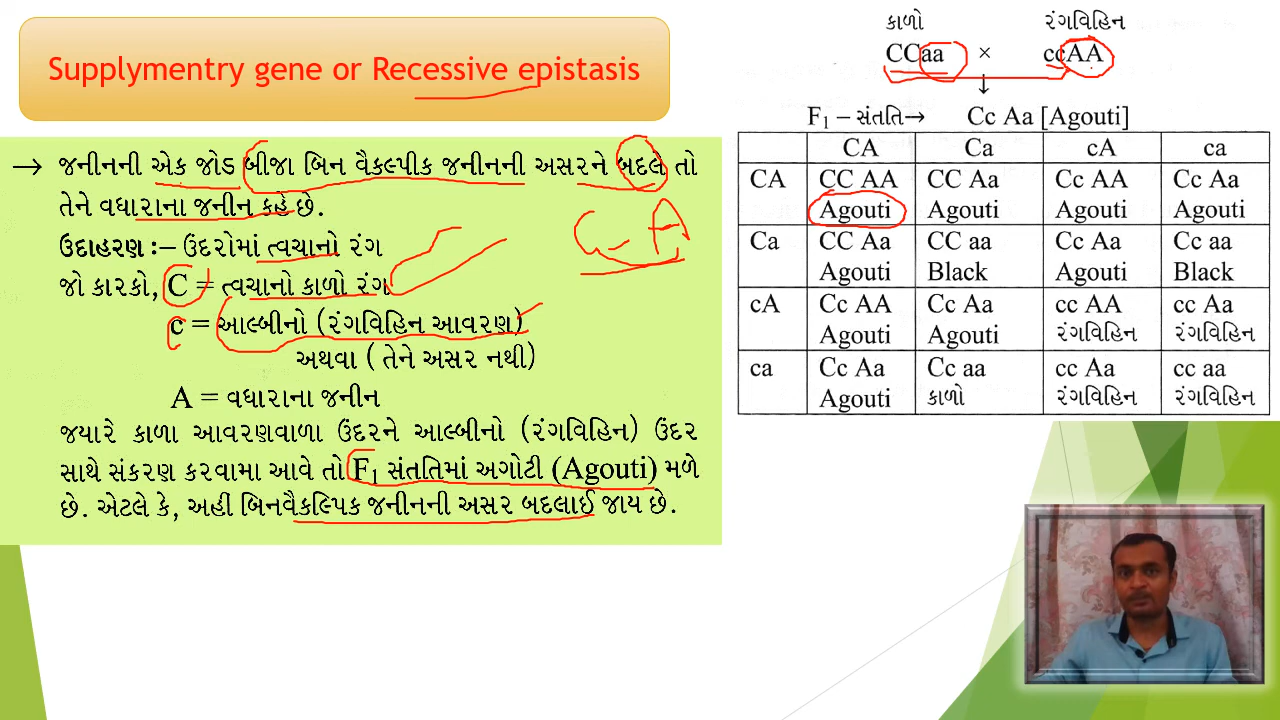 Supplymentry gene or Recessive epistasis
→ જનીનની એક જોડ બીજા બિન વૈકલ્પીક જનીનની અસરને બદલે તો
તેને વધારાના જનીન કહે છે.
ઉદાહરણ :– ઉંદરોમાં ત્વચાનો રંગ
જો કારકો, C = ત્વચાનો કાળો રંગ
c = આલ્બીનો (રંગવિહિન આવરણ)
અથવા ( તેને અસર નથી)
A = વધારાના જનીન
જયારે કાળા આવરણવાળા ઉંદરને આલ્બીનો (રંગવિહિન) ઉંદર
સાથે સંકરણ કરવામા આવે તો F₁ સંતતિમાં અગોટી (Agouti) મળે
છે. એટલે કે, અહીં બિનવૈકલ્પિક જનીનની અસર બદલાઈ જાય છે.
C - A
કાળો રંગવિહિન
CCaa × ccAA
↓
F₁ – સંતતિ→ Cc Aa [Agouti]
CA Ca cA ca
CA CC AA CC Aa Cc AA Cc Aa
Agouti Agouti Agouti Agouti
Ca CC Aa CC aa Cc Aa Cc aa
Agouti Black Agouti Black
cA Cc AA Cc Aa cc AA cc Aa
Agouti Agouti રંગવિહિન રંગવિહિન
ca Cc Aa Cc aa cc Aa cc aa
Agouti કાળો રંગવિહિન રંગવિહિન